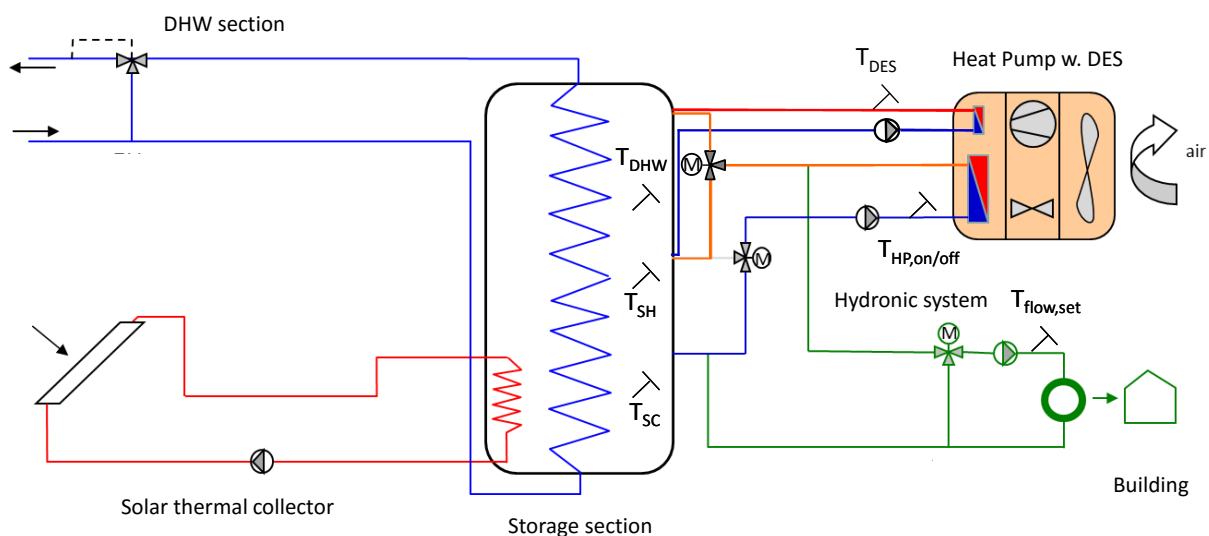 DHW section
T_DES
Heat Pump w. DES
T_DHW
M
air
M
T_HP,on/off
T_SH
Hydronic system
T_flow,set
M
T_SC
Solar thermal collector
Building
Storage section